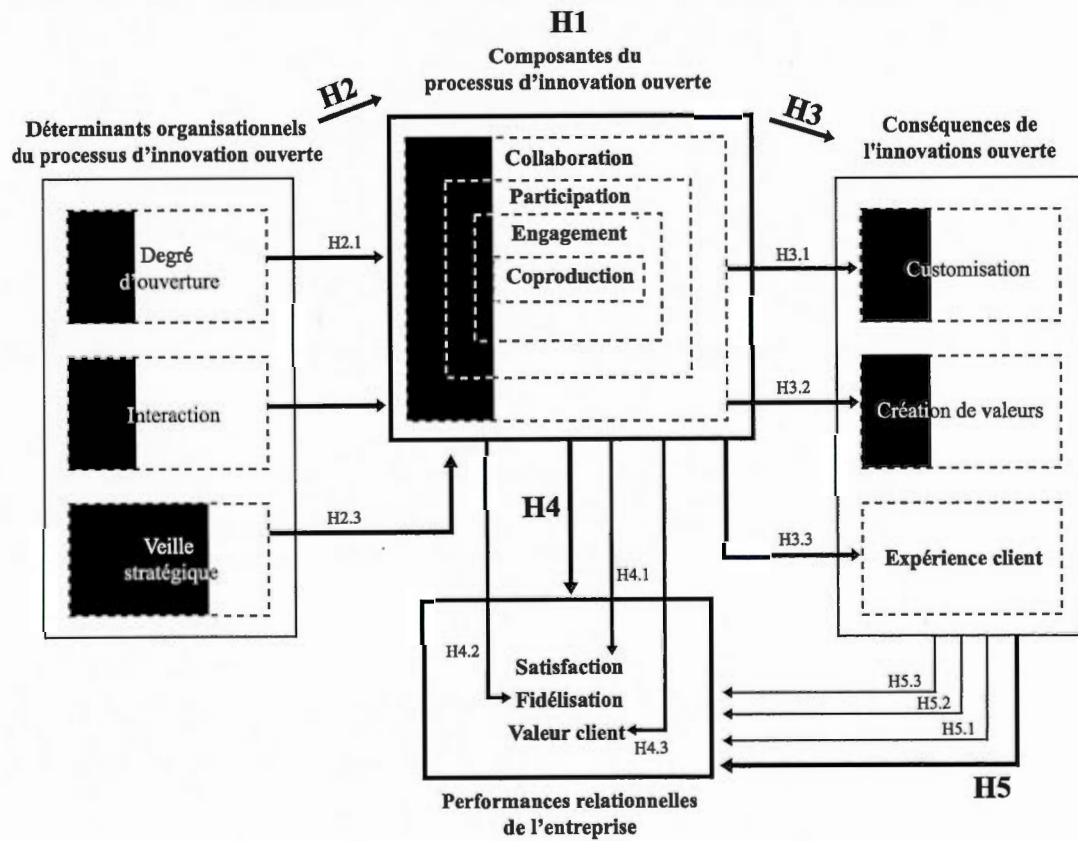 H1
Composantes du
processus d'innovation ouverte
H2
H3
Déterminants organisationnels
du processus d'innovation ouverte
Conséquences de
l'innovations ouverte
Collaboration
Participation
Engagement
Coproduction
Degré
d'ouverture
H2.1
Interaction
Veille
stratégique
H2.3
H3.1
Customisation
H3.2
Création de valeurs
H3.3
Expérience client
H4
H4.1
H4.2
Satisfaction
Fidélisation
Valeur client
H4.3
H5.3
H5.2
H5.1
H5
Performances relationnelles
de l'entreprise